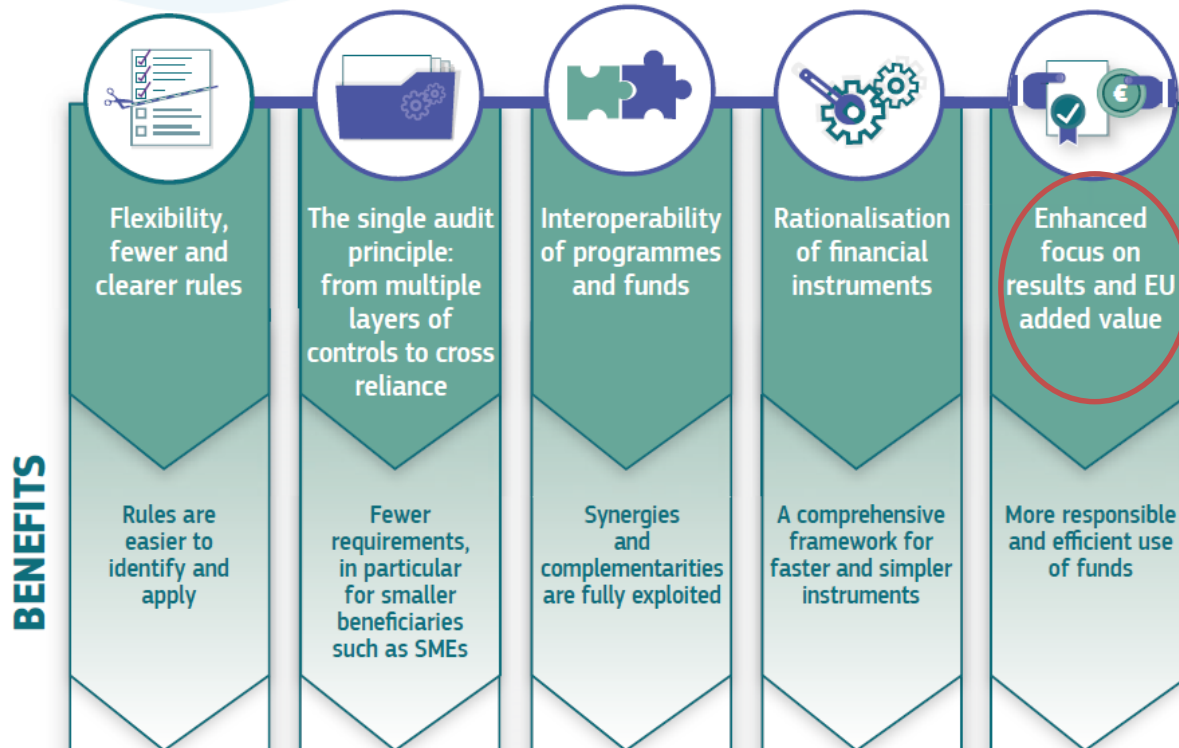 Flexibility,
fewer and
clearer rules
The single audit
principle:
from multiple
layers of
controls to cross
reliance
Interoperability
of programmes
and funds
Rationalisation
of financial
instruments
€
Enhanced
focus on
results and EU
added value
BENEFITS
Rules are
easier to
identify and
apply
Fewer
requirements,
in particular
for smaller
beneficiaries
such as SMEs
Synergies
and
complementarities
are fully exploited
A comprehensive
framework for
faster and simpler
instruments
More responsible
and efficient use
of funds